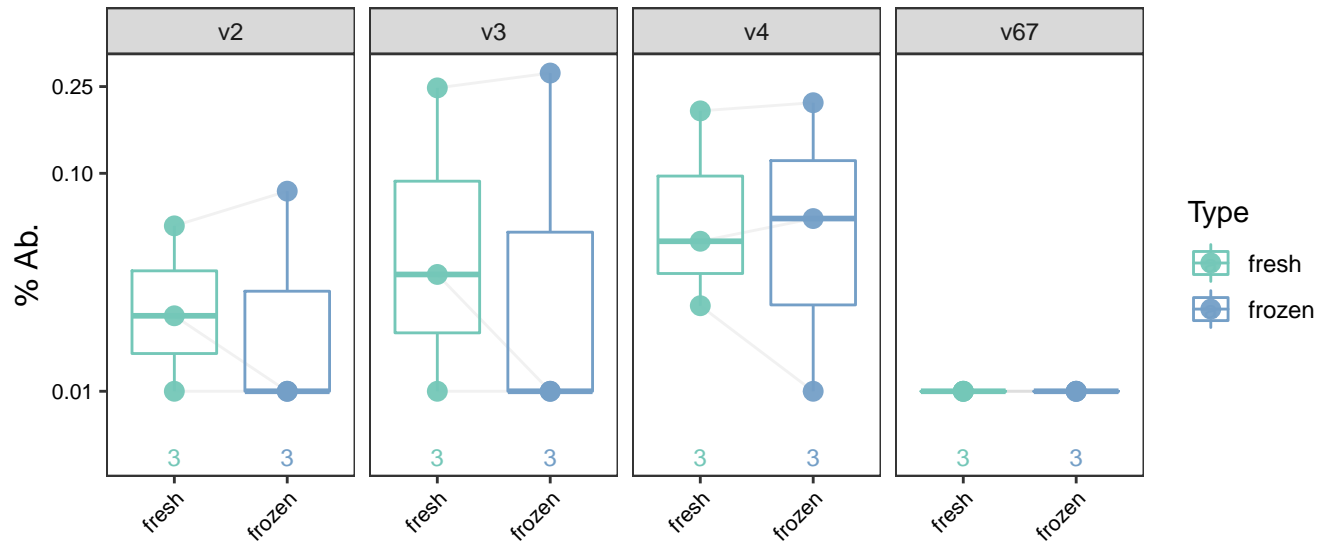 v2 v3 v4 v67
0.25
0.10
0.01
% Ab.
3 3 3 3 3 3 3 3
fresh frozen fresh frozen fresh frozen fresh frozen
Type
fresh
frozen